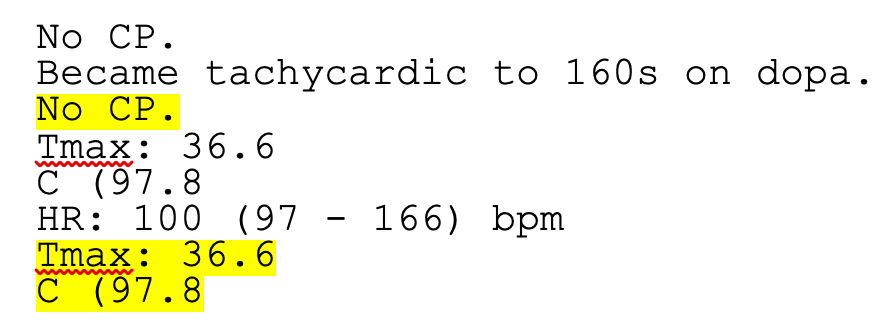 No CP.
Became tachycardic to 160s on dopa.
No CP.
Tmax: 36.6
C (97.8
HR: 100 (97 - 166) bpm
Tmax: 36.6
C (97.8